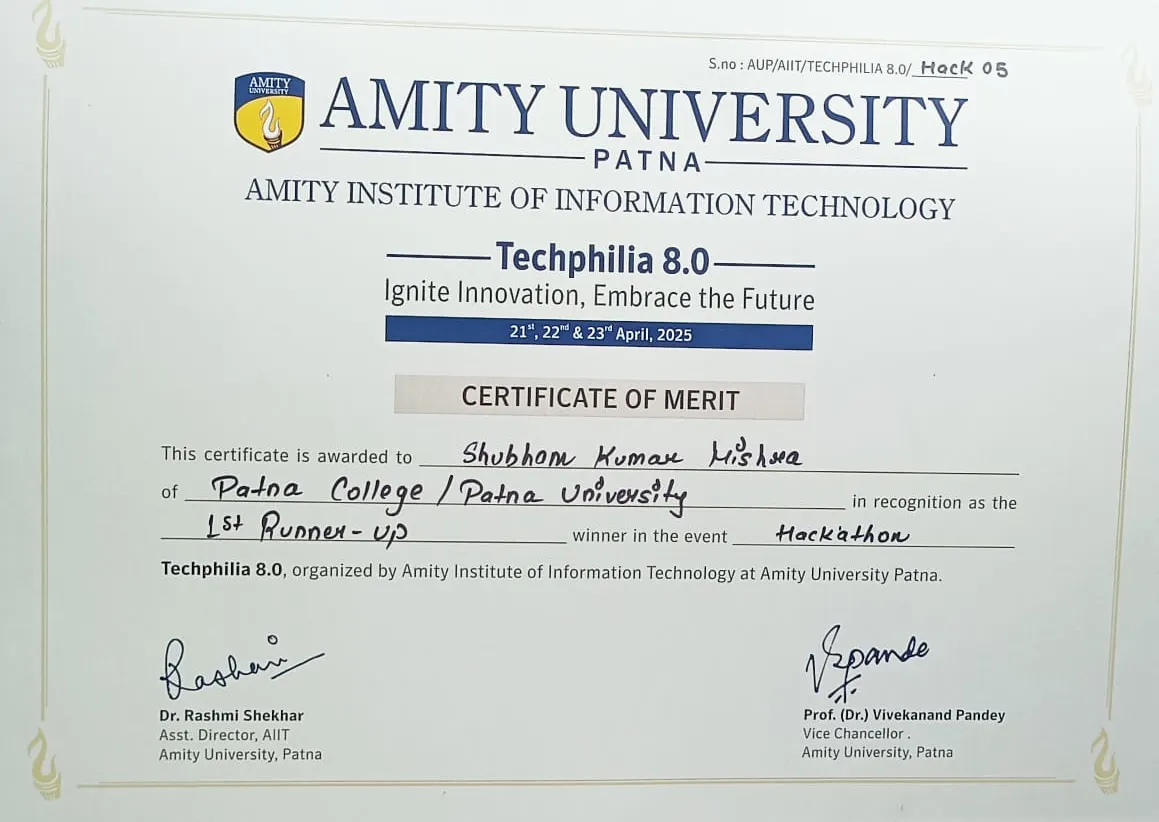 S.no : AUP/AIIT/TECHPHILIA 8.0/ Hack 05
AMITY
UNIVERSITY
AMITY UNIVERSITY
PATNA
AMITY INSTITUTE OF INFORMATION TECHNOLOGY
Techphilia 8.0
Ignite Innovation, Embrace the Future
21st, 22nd & 23rd April, 2025
CERTIFICATE OF MERIT
This certificate is awarded to Shubham Kumar Mishra
of Patna College / Patna University in recognition as the
1st Runner-up winner in the event Hackathon
Techphilia 8.0, organized by Amity Institute of Information Technology at Amity University Patna.
Dr. Rashmi Shekhar
Asst. Director, AIIT
Amity University, Patna
Prof. (Dr.) Vivekanand Pandey
Vice Chancellor .
Amity University, Patna